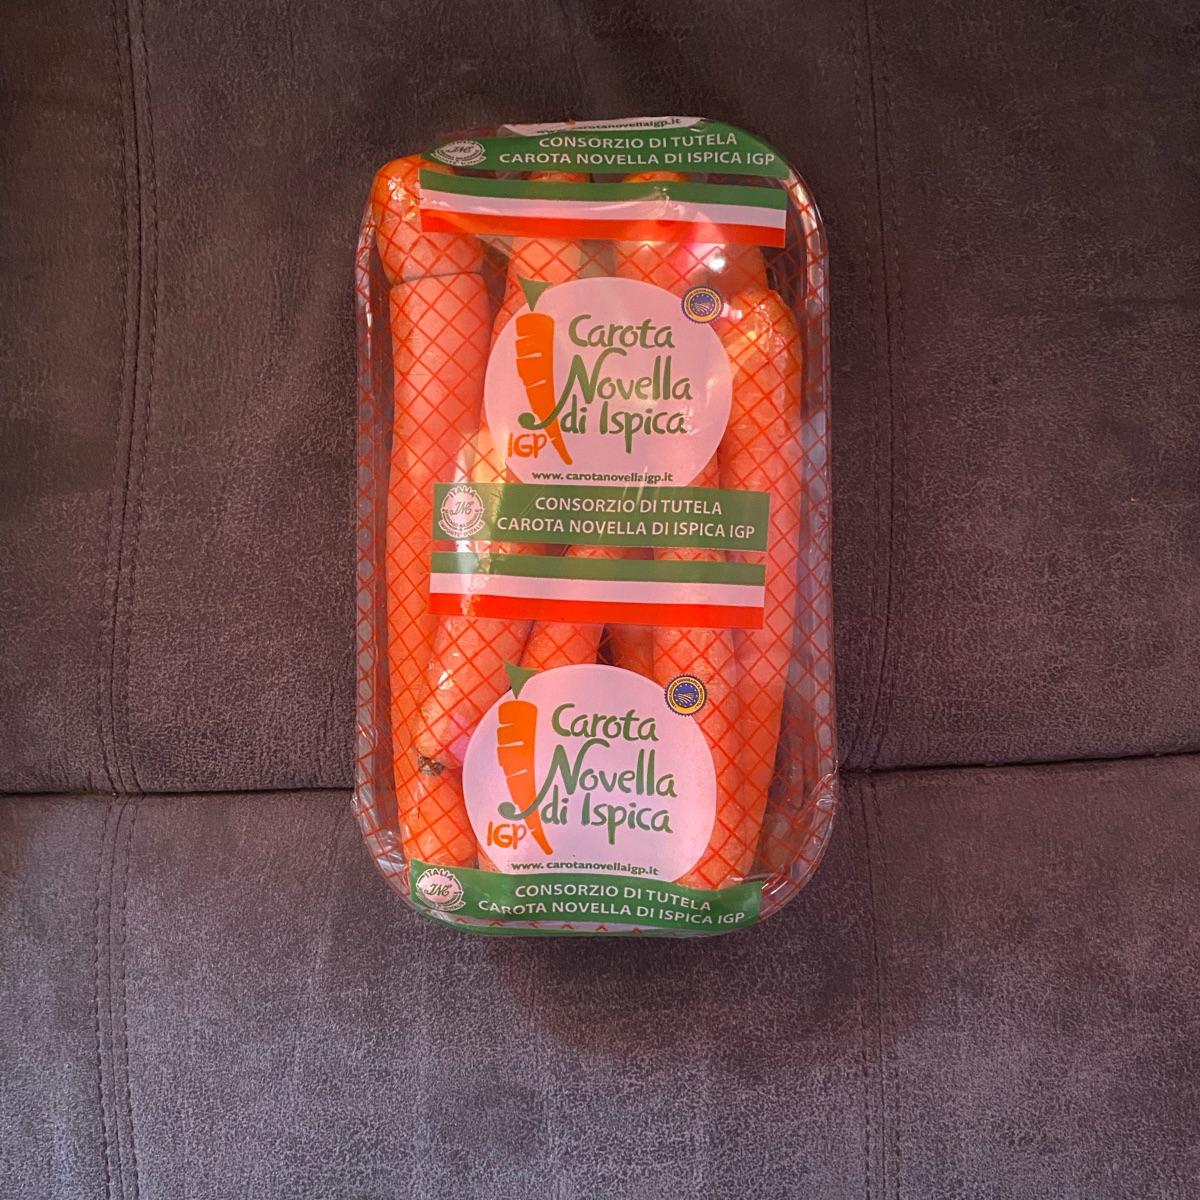 www.carotanovellaigp.it
CONSORZIO DI TUTELA
CAROTA NOVELLA DI ISPICA IGP
Carota
Novella
di Ispica
IGP
www. carotanovellaigp.it
ITALIA
CONSORZIO DI TUTELA
CAROTA NOVELLA DI ISPICA IGP
Carota
Novella
di Ispica
IGP
www. carotanovellaigp.it
ITALIA
CONSORZIO DI TUTELA
CAROTA NOVELLA DI ISPICA IGP